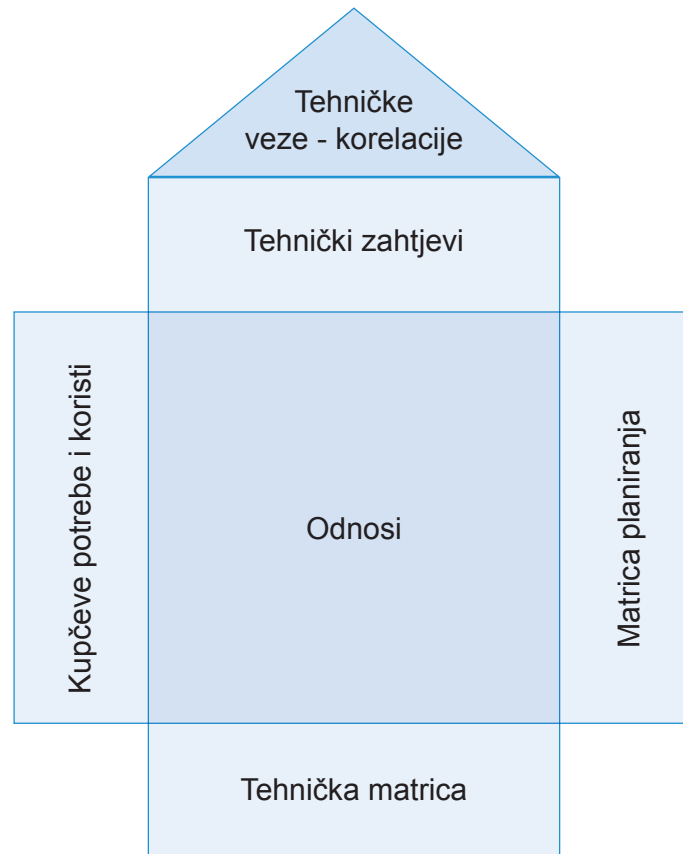 Tehničke
veze - korelacije
Tehnički zahtjevi
Kupčeve potrebe i koristi
Odnosi
Matrica planiranja
Tehnička matrica